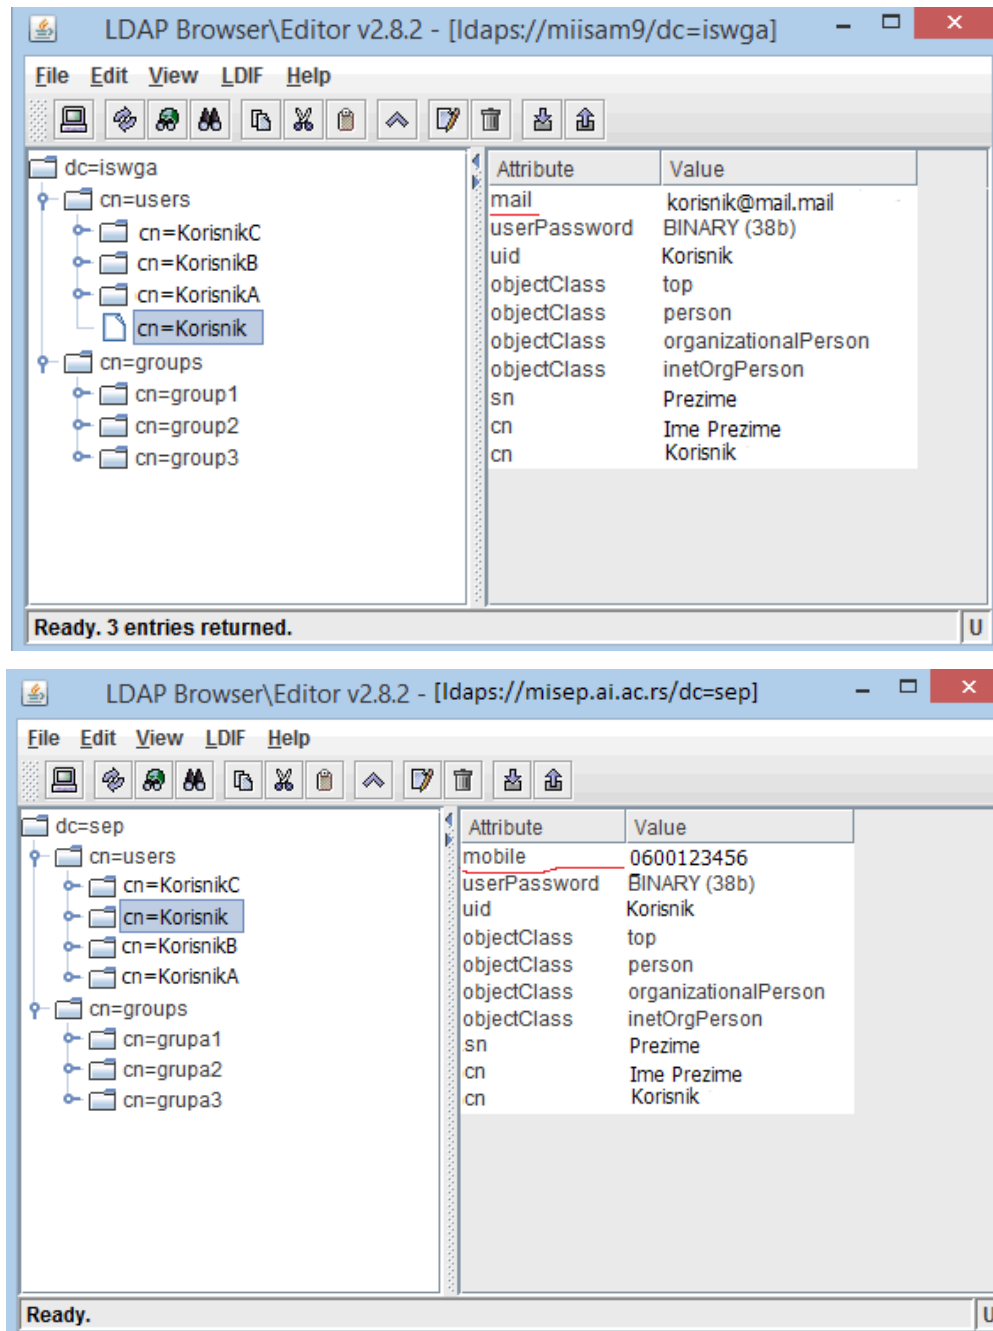 LDAP Browser\Editor v2.8.2 - [ldaps://miisam9/dc=iswga]
File Edit View LDIF Help
dc=iswga
cn=users
cn=KorisnikC
cn=KorisnikB
cn=KorisnikA
cn=Korisnik
cn=groups
cn=group1
cn=group2
cn=group3
Attribute Value
mail korisnik@mail.mail
userPassword BINARY (38b)
uid Korisnik
objectClass top
objectClass person
objectClass organizationalPerson
objectClass inetOrgPerson
sn Prezime
cn Ime Prezime
cn Korisnik
Ready. 3 entries returned. U
LDAP Browser\Editor v2.8.2 - [ldaps://misep.ai.ac.rs/dc=sep]
File Edit View LDIF Help
dc=sep
cn=users
cn=KorisnikC
cn=Korisnik
cn=KorisnikB
cn=KorisnikA
cn=groups
cn=grupa1
cn=grupa2
cn=grupa3
Attribute Value
mobile 0600123456
userPassword BINARY (38b)
uid Korisnik
objectClass top
objectClass person
objectClass organizationalPerson
objectClass inetOrgPerson
sn Prezime
cn Ime Prezime
cn Korisnik
Ready. U